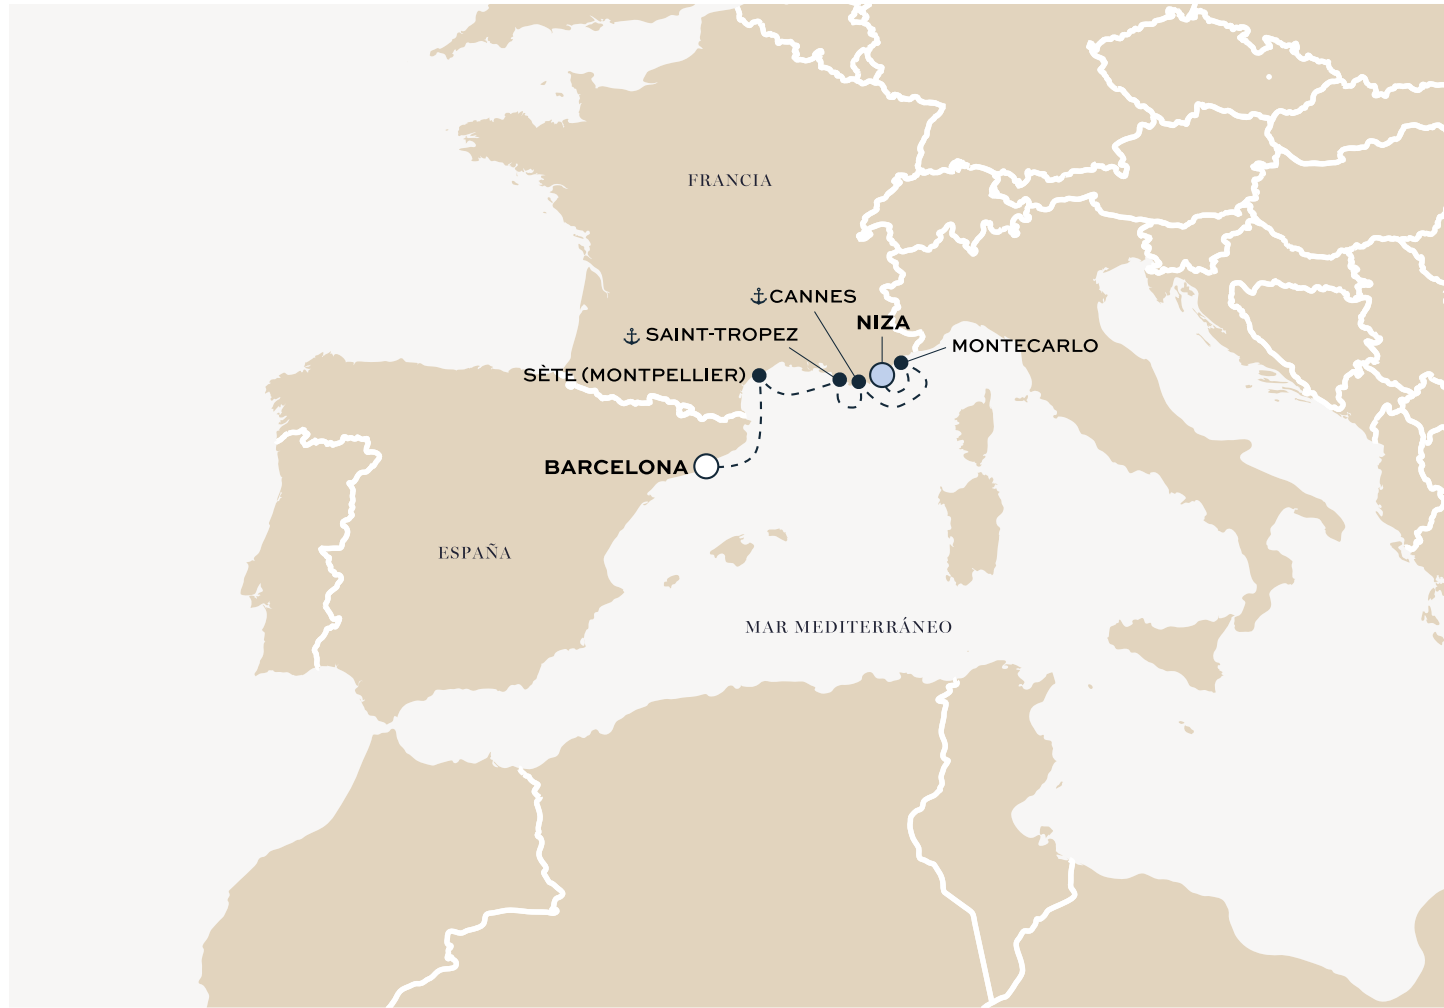 FRANCIA
CANNES
NIZA
SAINT-TROPEZ
MONTECARLO
SÈTE (MONTPELLIER)
BARCELONA
ESPAÑA
MAR MEDITERRÁNEO